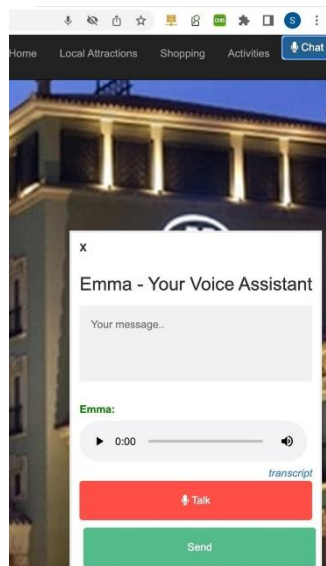 S
Home Local Attractions Shopping Activities Chat
x
Emma - Your Voice Assistant
Your message..
Emma:
0:00
transcript
Talk
Send